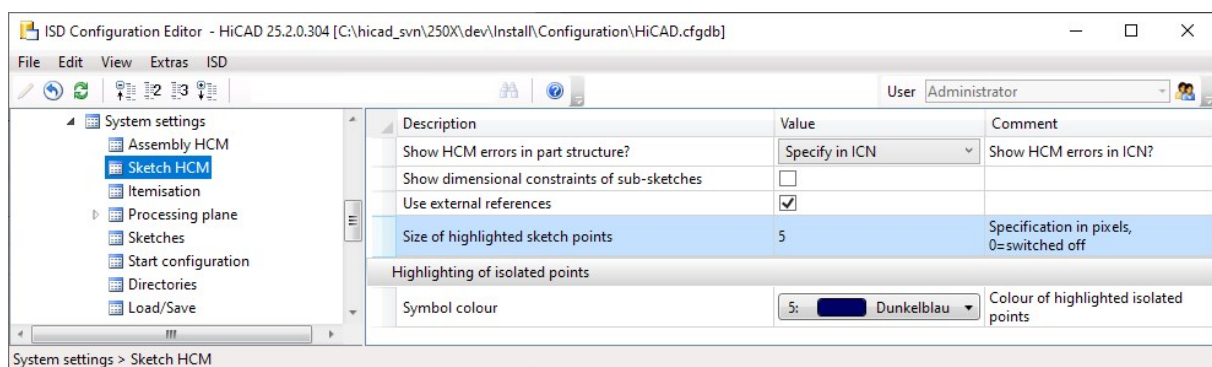 ISD Configuration Editor - HiCAD 25.2.0.304 [C:\hicad_svn\250X\dev\Install\Configuration\HiCAD.cfgdb]
File Edit View Extras ISD
2 3 User Administrator
System settings
Assembly HCM
Sketch HCM
Itemisation
Processing plane
Sketches
Start configuration
Directories
Load/Save
Description Value Comment
Show HCM errors in part structure? Specify in ICN Show HCM errors in ICN?
Show dimensional constraints of sub-sketches
Use external references
Size of highlighted sketch points 5 Specification in pixels,
0=switched off
Highlighting of isolated points
Symbol colour 5: Dunkelblau Colour of highlighted isolated
points
System settings > Sketch HCM